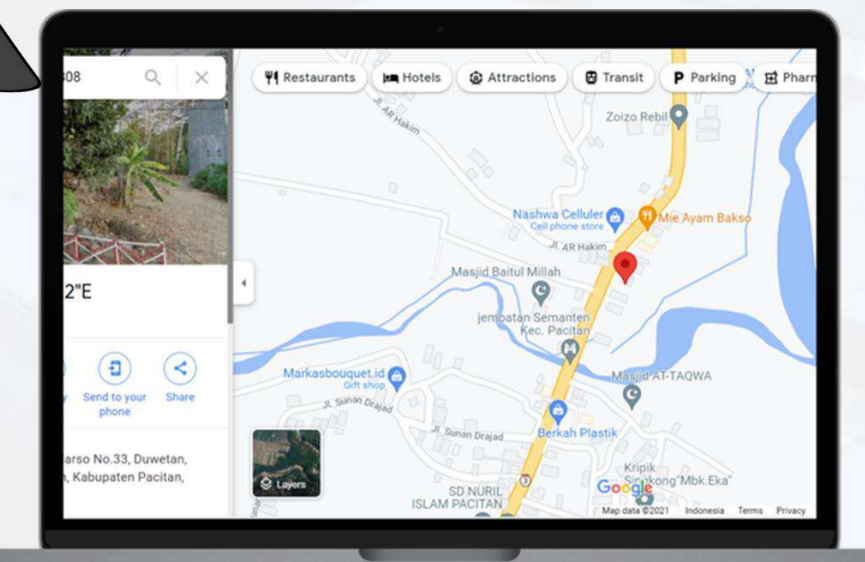 308
Restaurants
Hotels
Attractions
Transit
Parking
Pharm
Jl. AR Hakim
Zoizo Rebil
Nashwa Celluler
Cell phone store
Mie Ayam Bakso
Jl. AR Hakim
2"E
Masjid Baitul Millah
jembatan Semanten
Kec. Pacitan
Markasbouquet.id
Gift shop
Masjid AT-TAQWA
y
Send to your
phone
Share
Jl. Sunan Drajad
Jl. Sunan Drajad
Berkah Plastik
arso No.33, Duwetan,
n, Kabupaten Pacitan,
Layers
SD NURIL
ISLAM PACITAN
3
Kripik
Singkong"Mbk.Eka"
Google
Map data ©2021
Indonesia
Terms
Privacy